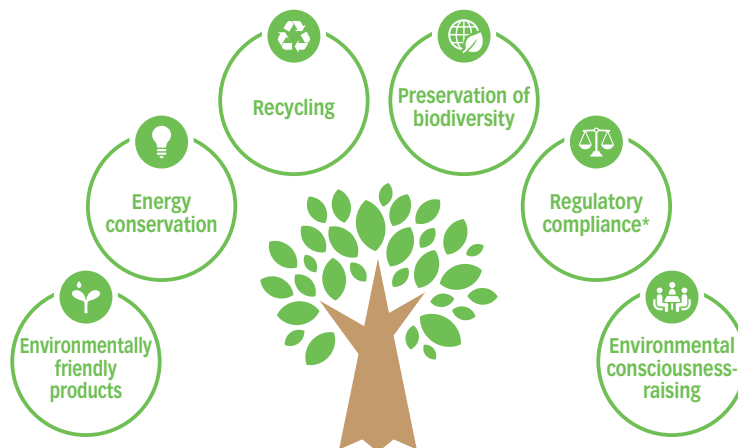 Recycling
Preservation of
biodiversity
Energy
conservation
Regulatory
compliance*
Environmentally
friendly
products
Environmental
consciousness-
raising